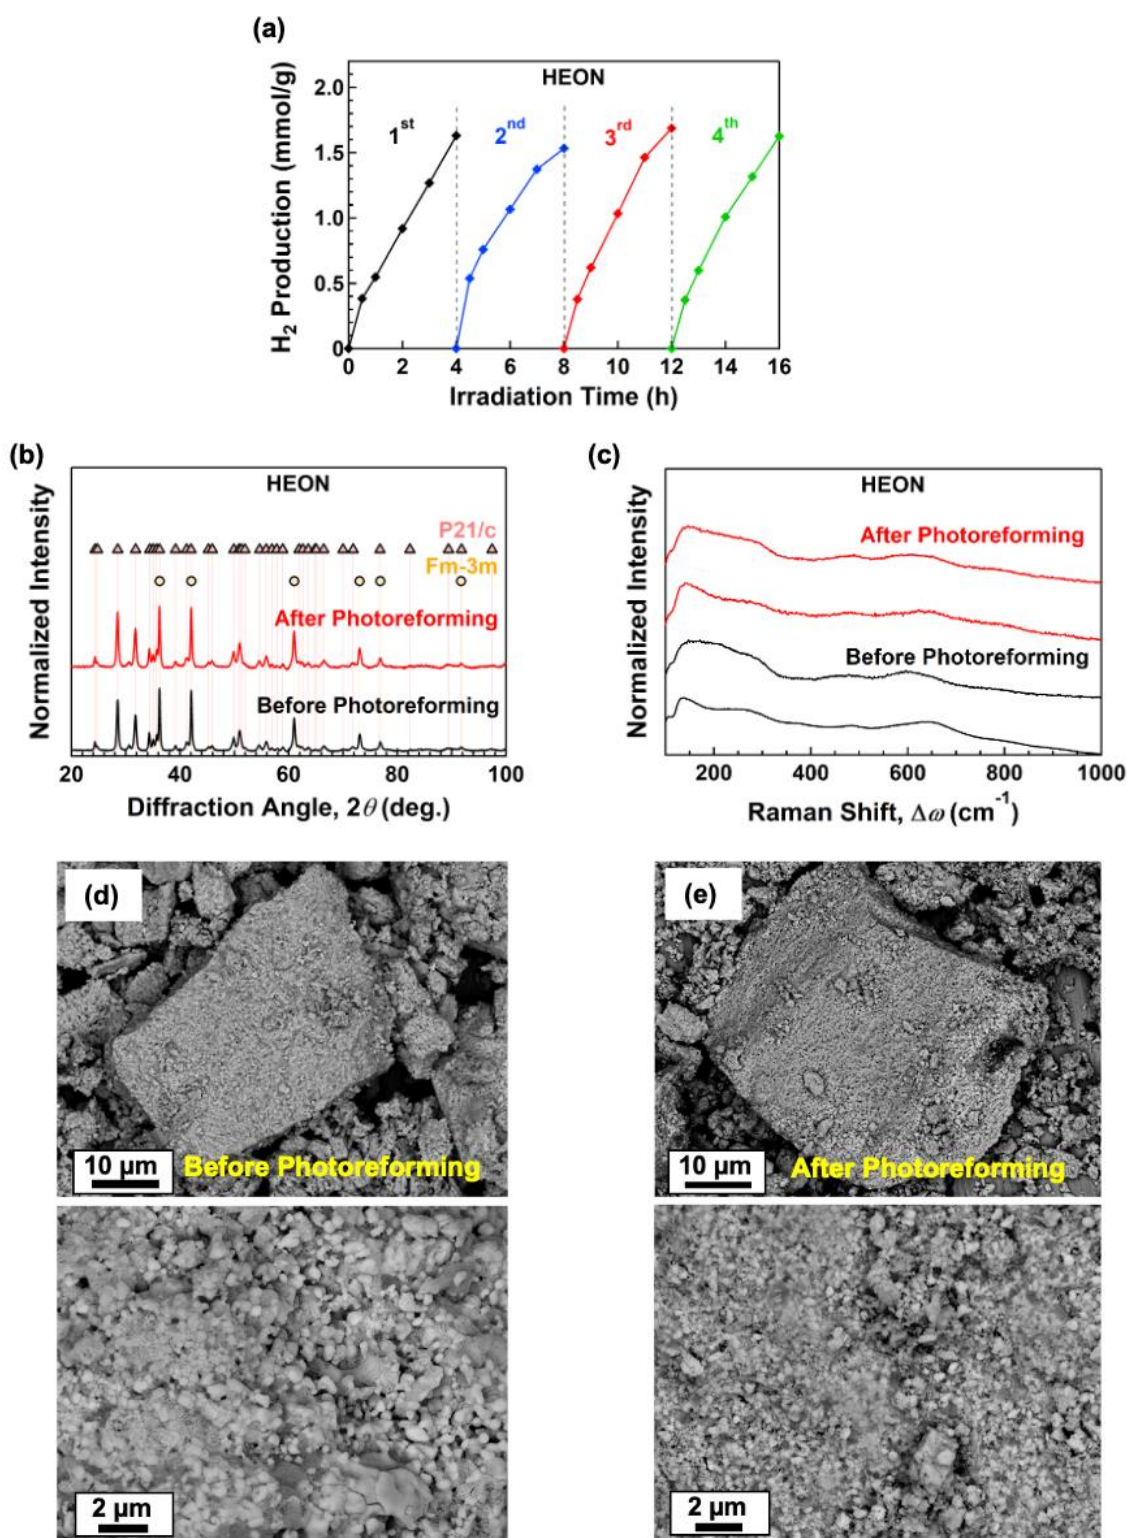 (a)
HEON
1st
2nd
3rd
4th
H2 Production (mmol/g)
2.0
1.5
1.0
0.5
0
0 2 4 6 8 10 12 14 16
Irradiation Time (h)
(b)
HEON
P21/c
Fm-3m
After Photoreforming
Before Photoreforming
Normalized Intensity
20 40 60 80 100
Diffraction Angle, 2θ (deg.)
(c)
HEON
After Photoreforming
Before Photoreforming
Normalized Intensity
200 400 600 800 1000
Raman Shift, Δω (cm⁻¹)
(d)
10 µm
Before Photoreforming
2 µm
(e)
10 µm
After Photoreforming
2 µm